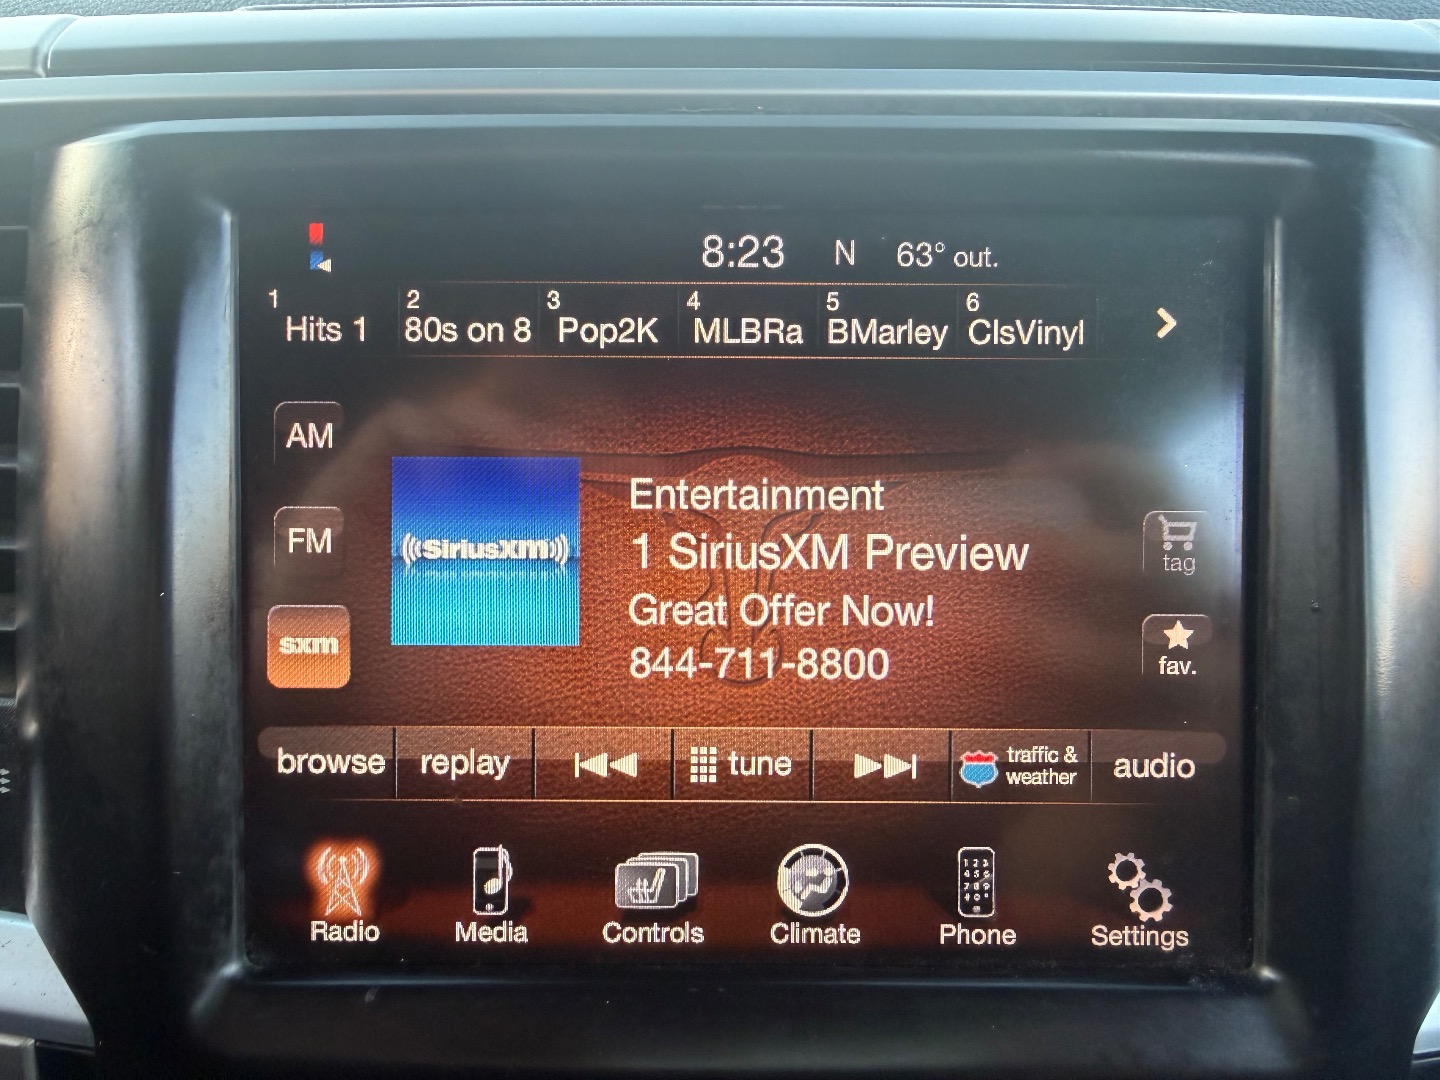 8:23 N 63° out.
1 2 3 4 5 6
Hits 1 80s on 8 Pop2K MLBRa BMarley ClsVinyl
AM
FM
sxm
((SiriusXM))
Entertainment
1 SiriusXM Preview
Great Offer Now!
844-711-8800
tag
fav.
browse replay tune traffic & weather audio
Radio Media Controls Climate Phone Settings